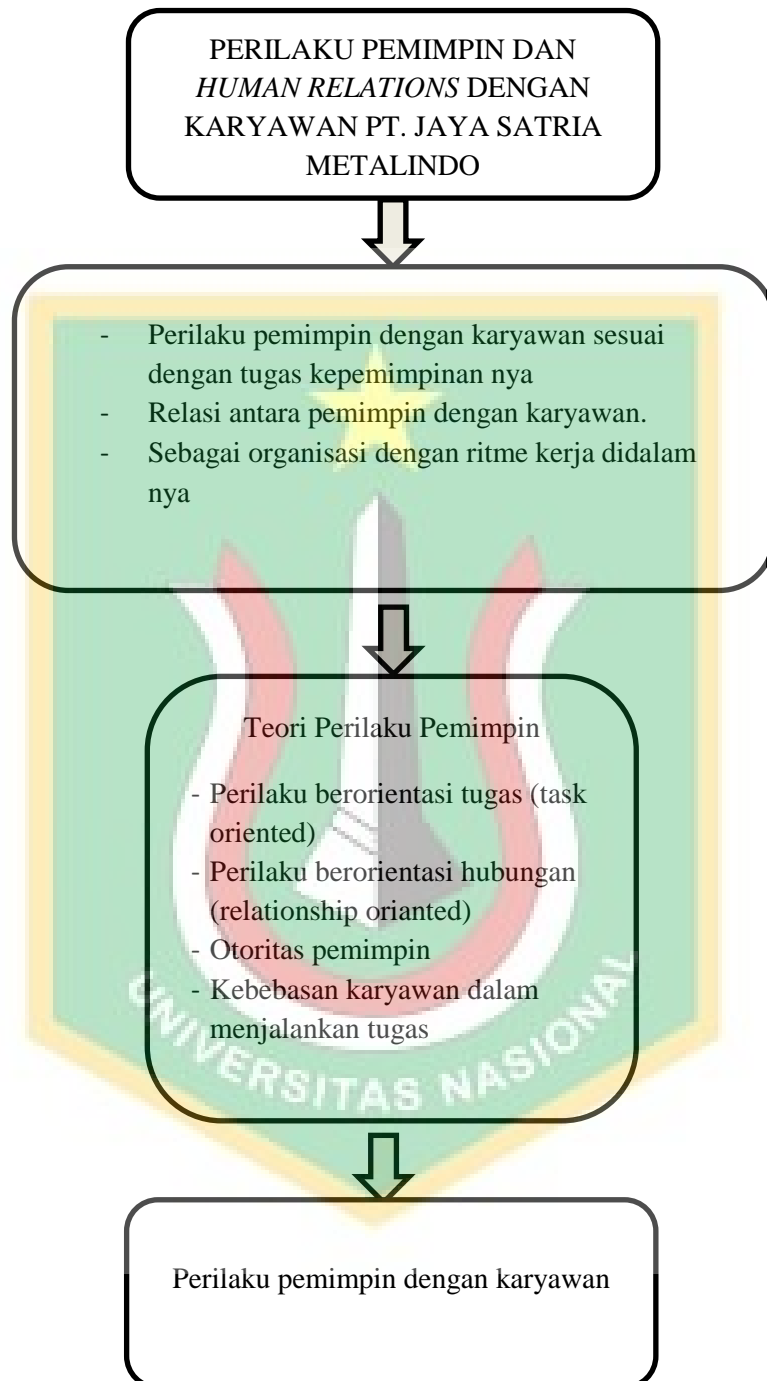 PERILAKU PEMIMPIN DAN
HUMAN RELATIONS DENGAN
KARYAWAN PT. JAYA SATRIA
METALINDO
- Perilaku pemimpin dengan karyawan sesuai
dengan tugas kepemimpinan nya
- Relasi antara pemimpin dengan karyawan.
- Sebagai organisasi dengan ritme kerja didalam
nya
Teori Perilaku Pemimpin
- Perilaku berorientasi tugas (task
oriented)
- Perilaku berorientasi hubungan
(relationship orianted)
- Otoritas pemimpin
- Kebebasan karyawan dalam
menjalankan tugas
UNIVERSITAS NASIONAL
Perilaku pemimpin dengan karyawan